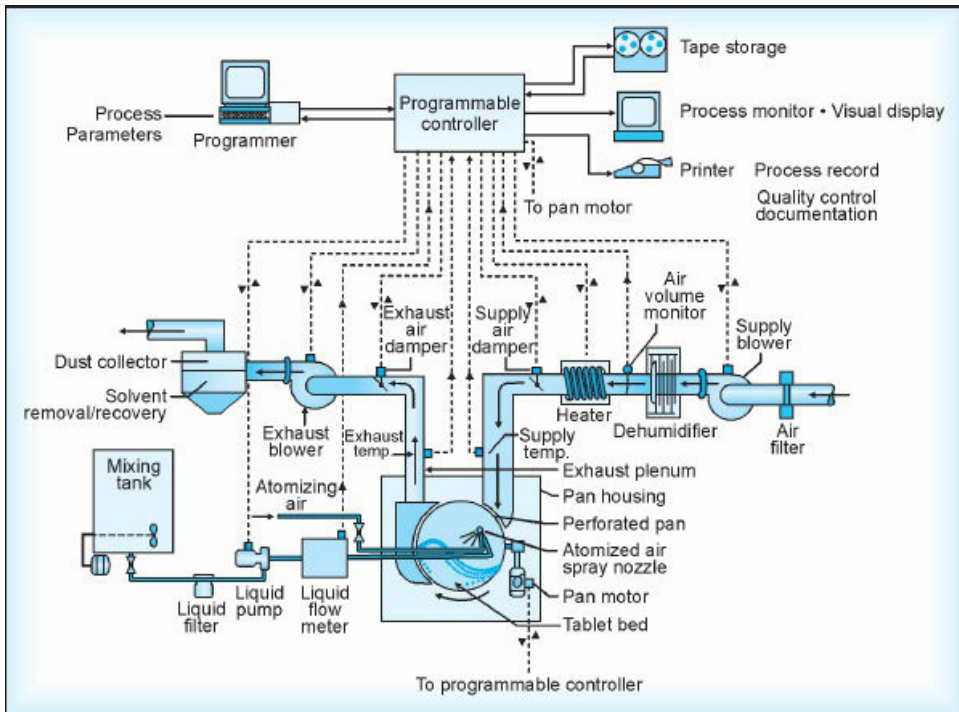 Tape storage
Process
Parameters
Programmer
Programmable
controller
Process monitor • Visual display
Printer
Process record
Quality control
documentation
To pan motor
Exhaust
air
damper
Supply
air
damper
Air
volume
monitor
Supply
blower
Dust collector
Solvent
removal/recovery
Exhaust
blower
Exhaust
temp.
Supply
temp.
Heater
Dehumidifier
Air
filter
Mixing
tank
Atomizing
air
Exhaust plenum
Pan housing
Perforated pan
Atomized air
spray nozzle
Pan motor
Tablet bed
Liquid
filter
Liquid
pump
Liquid
flow
meter
To programmable controller